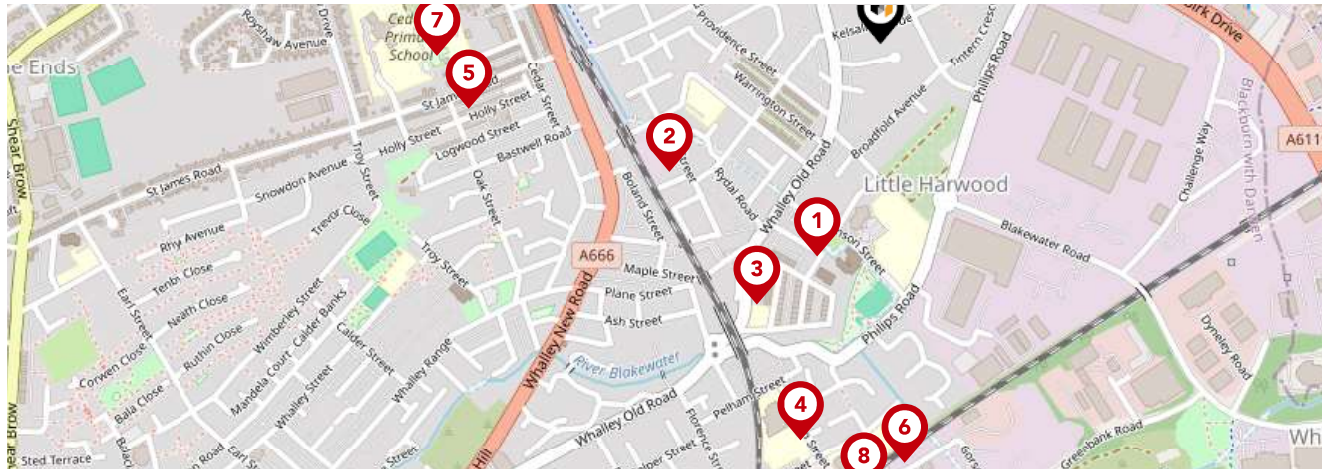 Royshaw Avenue
Drive
7
Primary
School
5
St James Road
Holly Street
Holly Street
Cedar Street
Logwood Street
Bastwell Road
Snowdon Avenue
St James Road
Troy Street
Oak Street
Shear Brow
Rhy Avenue
Trevor Close
Tenby Close
Neath Close
Ruthin Close
Corwen Close
Bala Close
Earl Street
Wimberley Street
Calder Banks
Mandela Court
Whalley Street
Calder Street
Whalley Range
Troy Street
A666
Whalley New Road
Boland Street
Maple Street
Plane Street
Ash Street
River Blakewater
Whalley Old Road
Pelham Street
Florence Street
2
Providence Street
Warrington Street
Rydal Road
Whalley Old Road
Broadfold Avenue
Tintern Cresc
Philips Road
Little Harwood
1
3
4
6
8
Philips Road
Blakewater Road
Challenge Way
Blackburn with Darwen
A6119
Dyneley Road
Greenbank Road
Wh
Sted Terrace
Hill